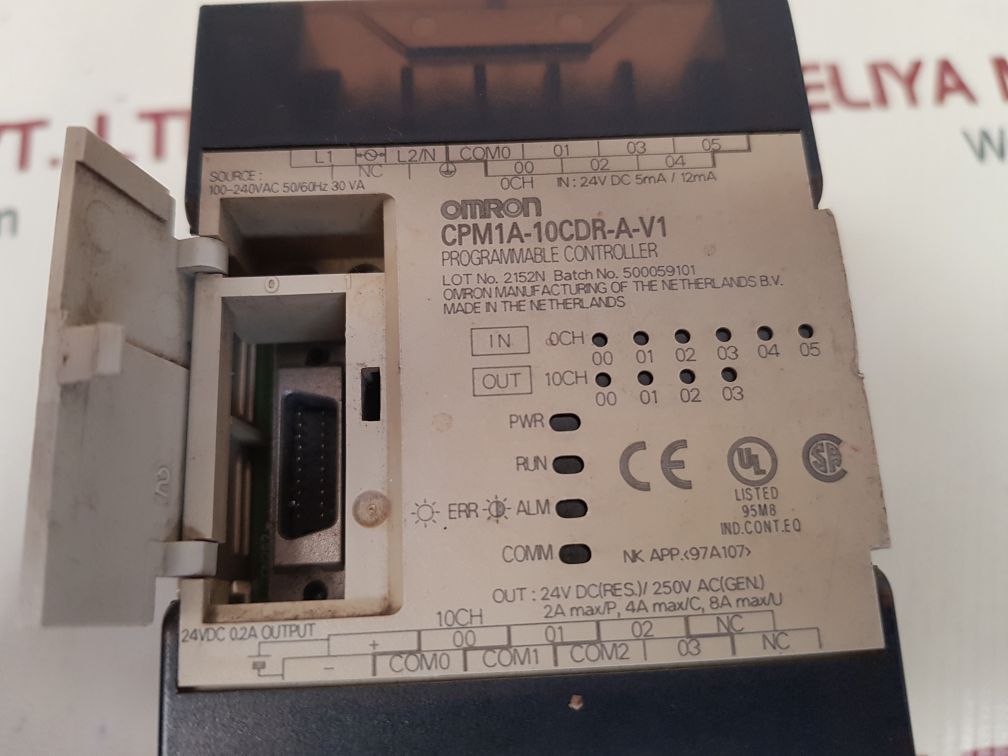 VT. LT
ELIYA M
W
m
L1 L2/N COM0 01 03 05
NC 00 02 04
SOURCE :
100-240VAC 50/60Hz 30 VA
0CH IN : 24V DC 5mA / 12mA
OMRON
CPM1A-10CDR-A-V1
PROGRAMMABLE CONTROLLER
LOT No. 2152N Batch No. 500059101
OMRON MANUFACTURING OF THE NETHERLANDS B.V.
MADE IN THE NETHERLANDS
IN 0CH
00 01 02 03 04 05
OUT 10CH
00 01 02 03
PWR
RUN
ERR ALM
COMM
CE UL SA
LISTED
95M8
IND.CONT.EQ
NK APP.<97A107>
OUT : 24V DC(RES.)/ 250V AC(GEN.)
2A max/P, 4A max/C, 8A max/U
24VDC 0.2A OUTPUT
10CH
+ 00 01 02 NC
- COM0 COM1 COM2 03 NC